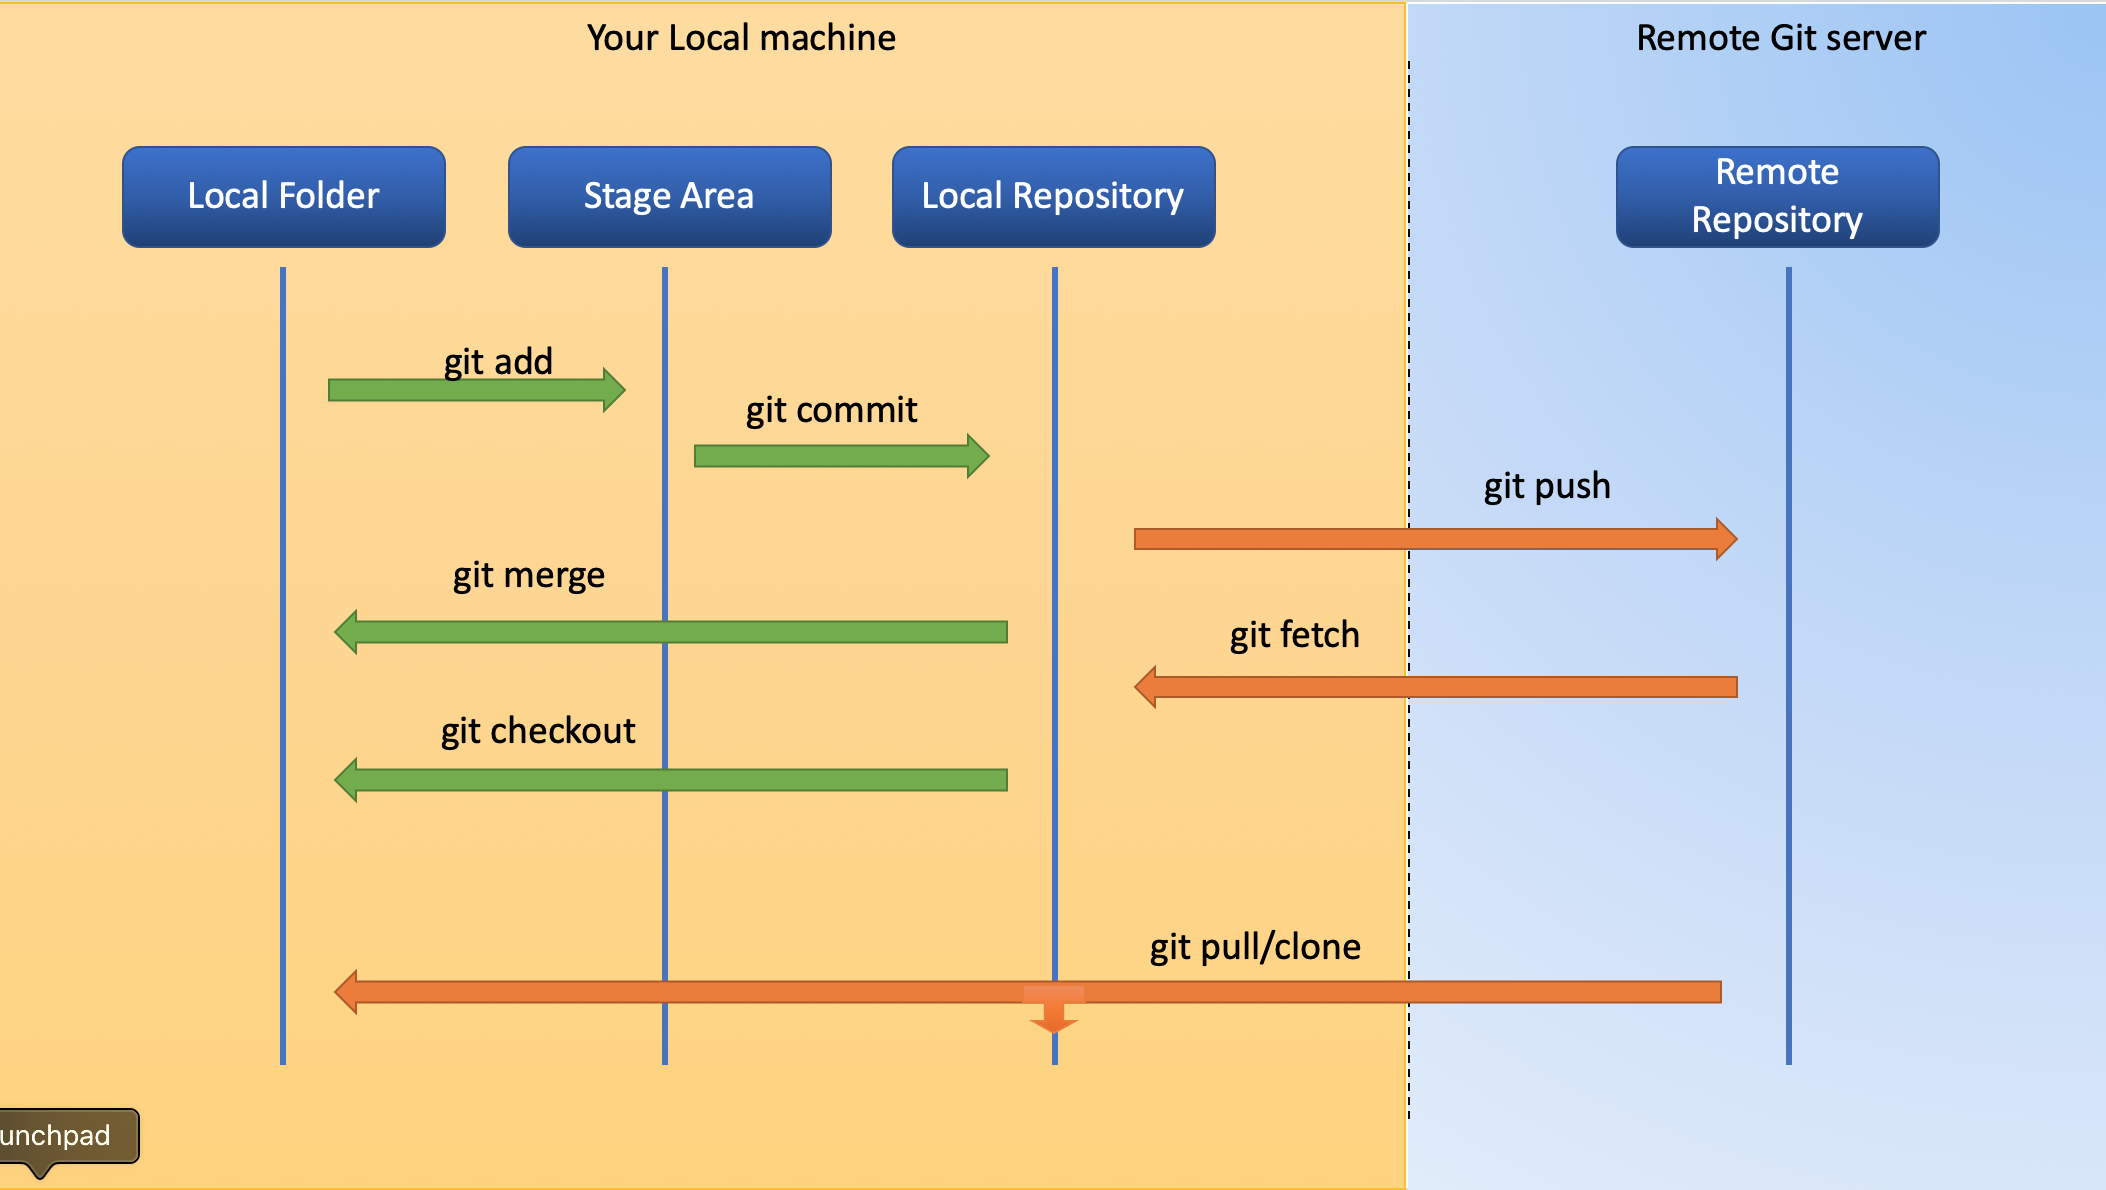 Your Local machine
Remote Git server
Local Folder
Stage Area
Local Repository
Remote
Repository
git add
git commit
git push
git merge
git fetch
git checkout
git pull/clone
unchpad